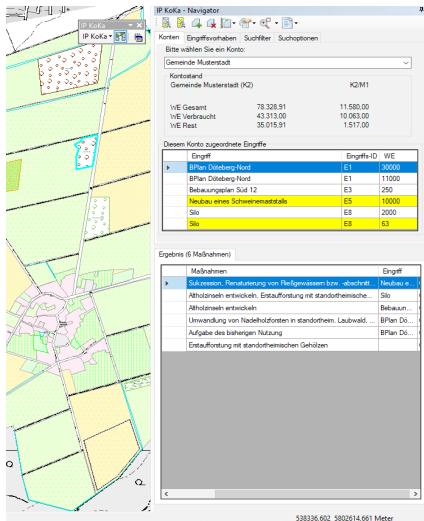 IP KoKa
IP KoKa
IP KoKa - Navigator
Konten Eingriffsvorhaben Suchfilter Suchoptionen
Bitte wählen Sie ein Konto:
Gemeinde Musterstadt
Kontostand
Gemeinde Musterstadt (K2) K2/M1
WE Gesamt 78.328,91 11.580,00
WE Verbraucht 43.313,00 10.063,00
WE Rest 35.015,91 1.517,00
Diesem Konto zugeordnete Eingriffe
Eingriff Eingriffs-ID WE
BPlan Döteberg-Nord E1 30000
BPlan Döteberg-Nord E1 11000
Bebauungsplan Süd 12 E3 250
Neubau eines Schweinemaststalls E5 10000
Silo E8 2000
Silo E8 63
Ergebnis (6 Maßnahmen)
Maßnahmen Eingriff
Sukzession, Renaturierung von Fließgewässern bzw. -abschnitt... Neubau e...
Altholzinseln entwickeln, Erstaufforstung mit standortheimische... Silo
Altholzinseln entwickeln Bebauun...
Umwandlung von Nadelholzforsten in standortheim. Laubwald, ... BPlan Dö...
Aufgabe des bisherigen Nutzung BPlan Dö...
Erstaufforstung mit standortheimischen Gehölzen
538336,602 5802614,661 Meter